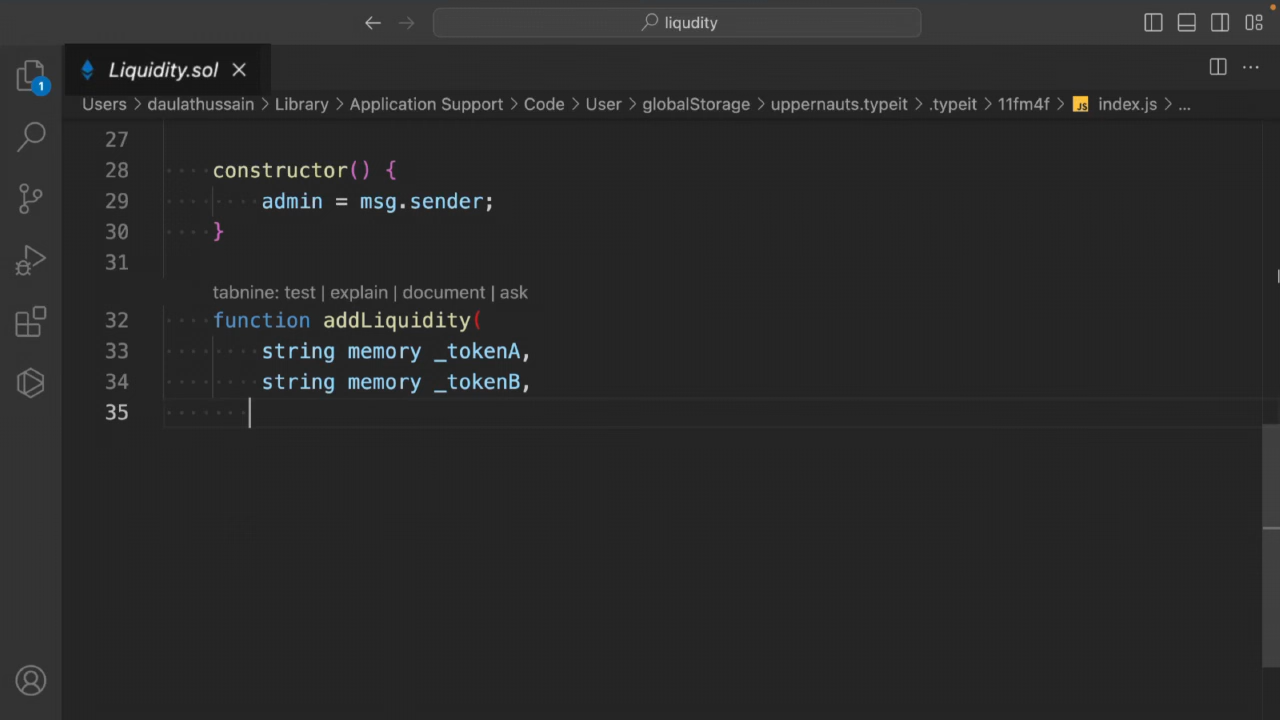 liqudity
1
Liquidity.sol
Users > daulathussain > Library > Application Support > Code > User > globalStorage > uppernauts.typeit > .typeit > 11fm4f > JS index.js > ...
27
28 constructor() {
29 admin = msg.sender;
30 }
31
tabnine: test | explain | document | ask
32 function addLiquidity(
33 string memory _tokenA,
34 string memory _tokenB,
35